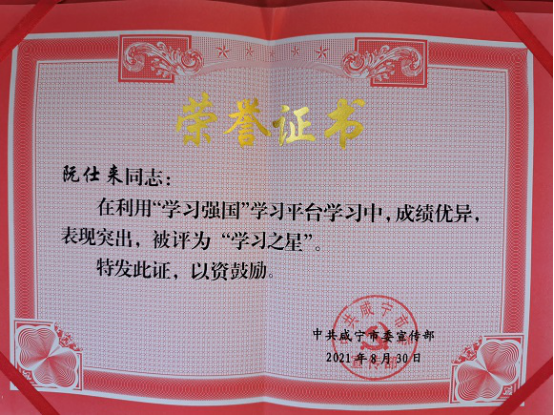 荣誉证书
阮仕来同志：
在利用“学习强国”学习平台学习中，成绩优异，
表现突出，被评为“学习之星”。
特发此证，以资鼓励。
中共咸宁市委宣传部
2021年8月30日